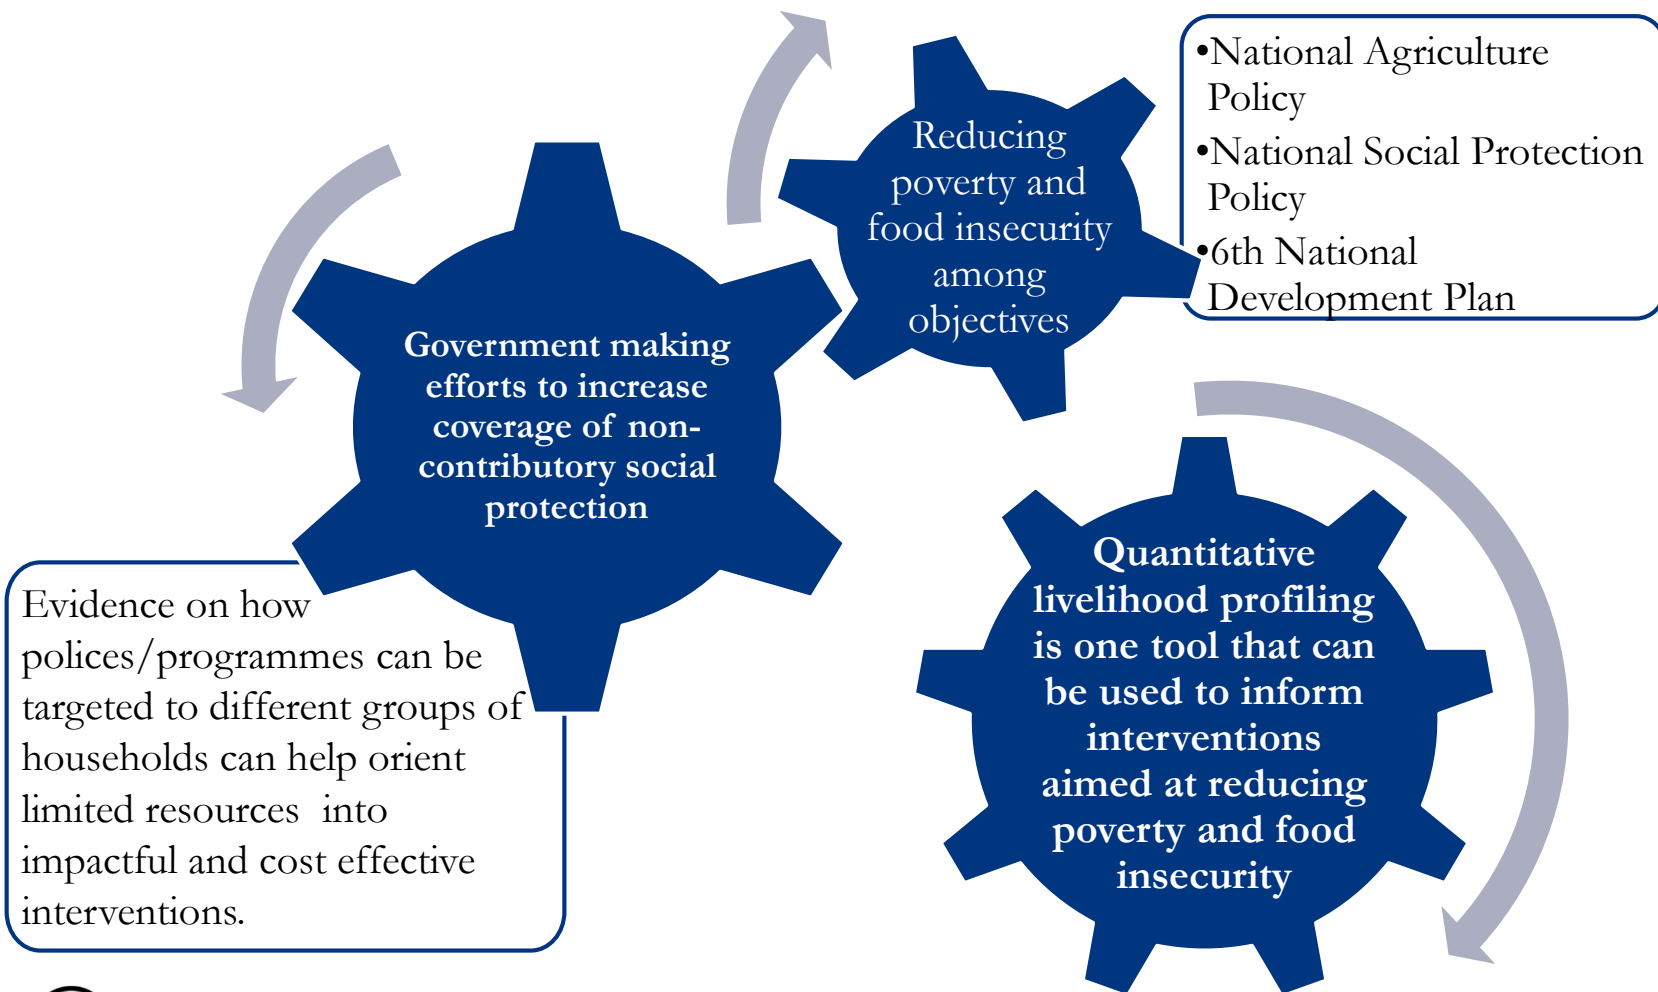 Reducing
poverty and
food insecurity
among
objectives
•National Agriculture
Policy
•National Social Protection
Policy
•6th National
Development Plan
Government making
efforts to increase
coverage of non-
contributory social
protection
Evidence on how
polices/programmes can be
targeted to different groups of
households can help orient
limited resources into
impactful and cost effective
interventions.
Quantitative
livelihood profiling
is one tool that can
be used to inform
interventions
aimed at reducing
poverty and food
insecurity